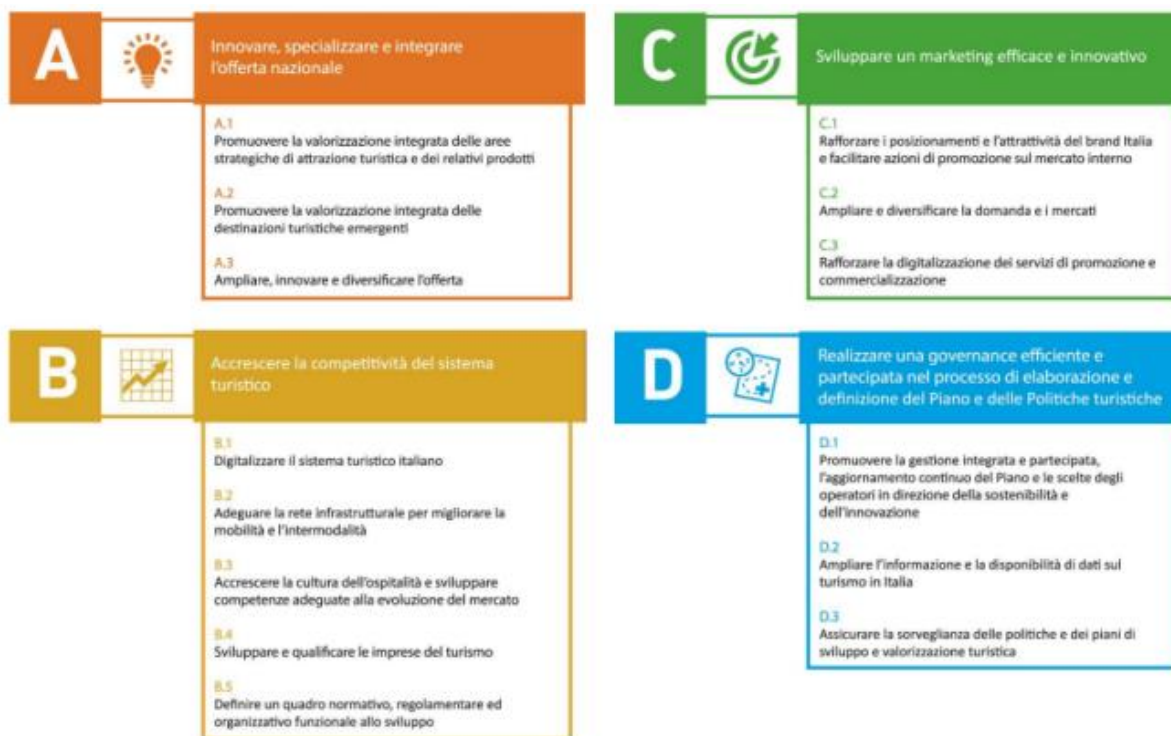 A
Innovare, specializzare e integrare
l'offerta nazionale
A.1
Promuovere la valorizzazione integrata delle aree
strategiche di attrazione turistica e dei relativi prodotti
A.2
Promuovere la valorizzazione integrata delle
destinazioni turistiche emergenti
A.3
Ampliare, innovare e diversificare l'offerta
B
Accrescere la competitività del sistema
turistico
B.1
Digitalizzare il sistema turistico italiano
B.2
Adeguare la rete infrastrutturale per migliorare la
mobilità e l'intermodalità
B.3
Accrescere la cultura dell'ospitalità e sviluppare
competenze adeguate alla evoluzione del mercato
B.4
Sviluppare e qualificare le imprese del turismo
B.5
Definire un quadro normativo, regolamentare ed
organizzativo funzionale allo sviluppo
C
Sviluppare un marketing efficace e innovativo
C.1
Rafforzare i posizionamenti e l'attrattività del brand Italia
e facilitare azioni di promozione sul mercato interno
C.2
Ampliare e diversificare la domanda e i mercati
C.3
Rafforzare la digitalizzazione dei servizi di promozione e
commercializzazione
D
Realizzare una governance efficiente e
partecipata nel processo di elaborazione e
definizione del Piano e delle Politiche turistiche
D.1
Promuovere la gestione integrata e partecipata,
l'aggiornamento continuo del Piano e le scelte degli
operatori in direzione della sostenibilità e
dell'innovazione
D.2
Ampliare l'informazione e la disponibilità di dati sul
turismo in Italia
D.3
Assicurare la sorveglianza delle politiche e dei piani di
sviluppo e valorizzazione turistica